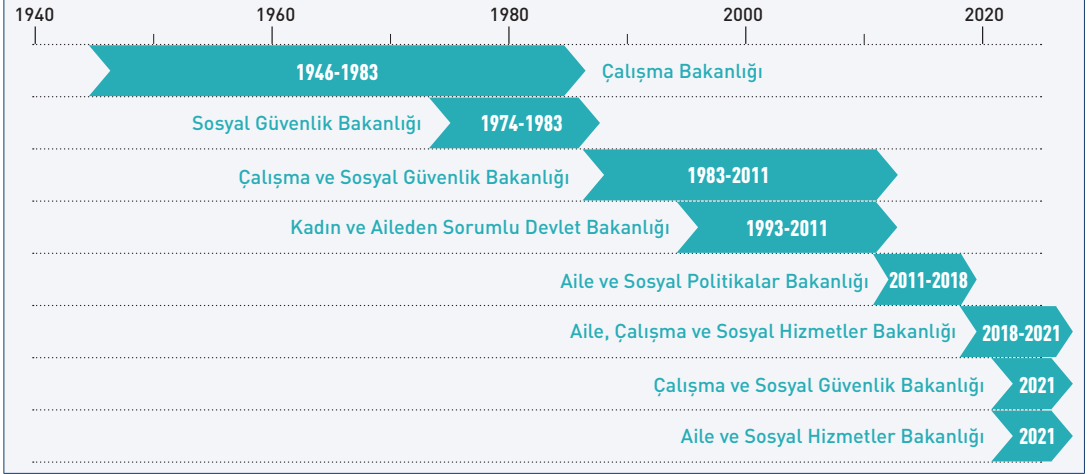 1940 1960 1980 2000 2020
1946-1983 Çalışma Bakanlığı
Sosyal Güvenlik Bakanlığı 1974-1983
Çalışma ve Sosyal Güvenlik Bakanlığı 1983-2011
Kadın ve Aileden Sorumlu Devlet Bakanlığı 1993-2011
Aile ve Sosyal Politikalar Bakanlığı 2011-2018
Aile, Çalışma ve Sosyal Hizmetler Bakanlığı 2018-2021
Çalışma ve Sosyal Güvenlik Bakanlığı 2021
Aile ve Sosyal Hizmetler Bakanlığı 2021